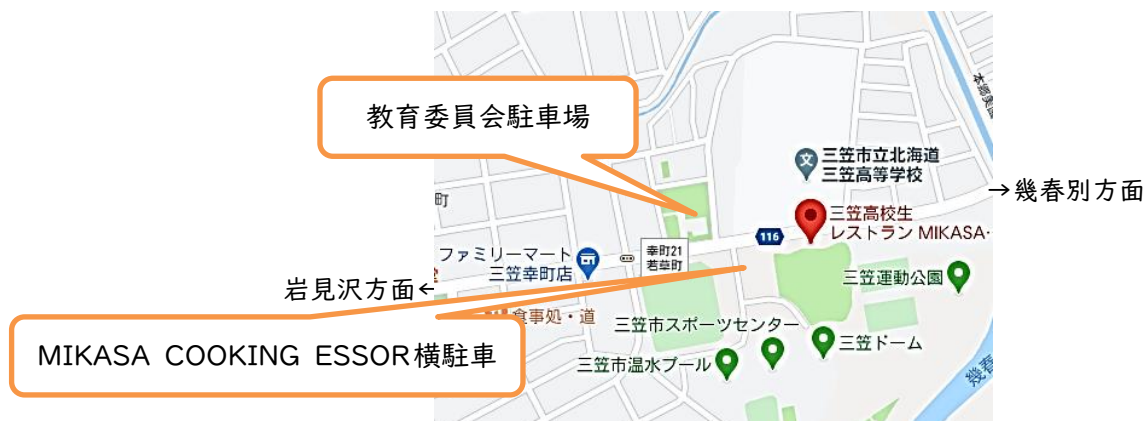 教育委員会駐車場
三笠市立北海道
三笠高等学校
→幾春別方面
町
三笠高校生
レストラン MIKASA・
116
幸町21
若草町
ファミリーマート
三笠幸町店
三笠運動公園
岩見沢方面←
食事処・道
三笠市スポーツセンター
三笠ドーム
MIKASA COOKING ESSOR横駐車
三笠市温水プール
幾春